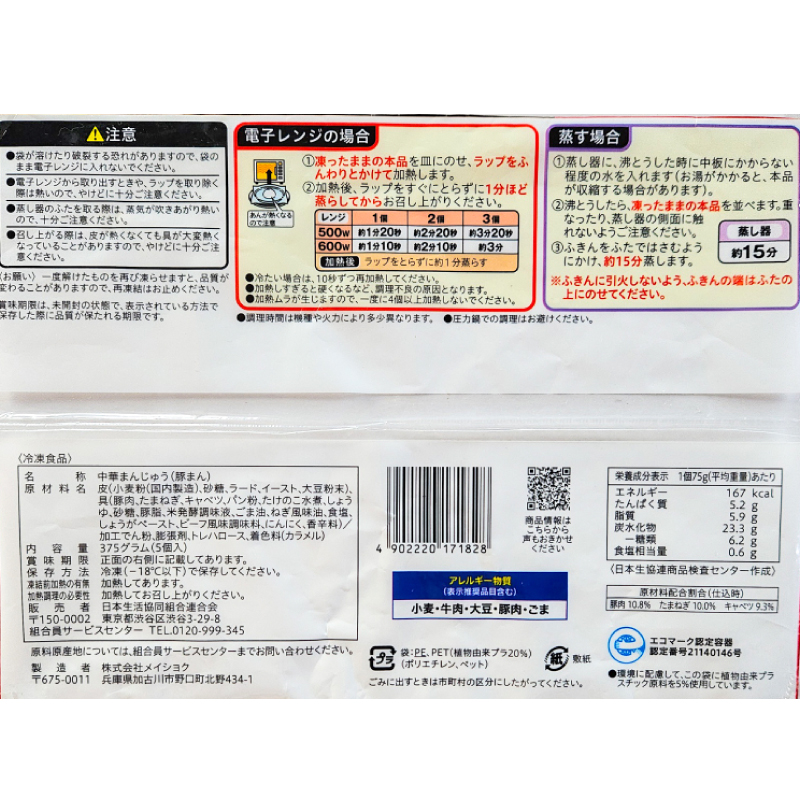 ⚠注意
●袋が溶けたり破裂する恐れがありますので、袋の
まま電子レンジに入れないでください。
●電子レンジから取り出すときや、ラップを取り除く
際は熱いので、やけどに十分ご注意ください。
●蒸し器のふたを取る際は、蒸気が吹きあがり熱い
ので、十分ご注意ください。
●召し上がる際は、皮が熱くなくても具が大変熱く
なっていることがありますので、やけどに十分ご注
意ください。
(お願い) 一度解けたものを再び凍らせますと、品質が
変わることがありますので、再凍結はお止めください。
賞味期限は、未開封の状態で、表示されている方法で
保存した際に品質が保たれる期限です。
電子レンジの場合
あんが熱くなる
ので注意
①凍ったままの本品を皿にのせ、ラップをふ
んわりとかけて加熱します。
②加熱後、ラップをすぐにとらずに1分ほど
蒸らしてからお召し上がりください。
レンジ 1個 2個 3個
500W 約1分20秒 約2分20秒 約3分20秒
600W 約1分10秒 約2分10秒 約3分
加熱後 ラップをとらずに約1分蒸らす
●冷たい場合は、10秒ずつ再加熱してください。
●加熱しすぎると硬くなるなど、調理不良の原因となります。
●加熱ムラが生じますので、一度に4個以上加熱しないでください。
●調理時間は機種や火力により多少異なります。 ●圧力鍋での調理はお避けください。
蒸す場合
①蒸し器に、沸とうした時に中板にかからない
程度の水を入れます(お湯がかかると、本品
が収縮する場合があります)。
②沸とうしたら、凍ったままの本品を並べます。重
なったり、蒸し器の側面に触
れないようご注意ください。
③ふきんをふたではさむよう
にかけ、約15分蒸します。
蒸し器
約15分
※ふきんに引火しないよう、ふきんの端はふたの
上にのせてください。
〈冷凍食品〉
名称 中華まんじゅう(豚まん)
原材料名 皮(小麦粉(国内製造)、砂糖、ラード、イースト、大豆粉末)、
具(豚肉、たまねぎ、キャベツ、パン粉、たけのこ水煮、しょう
ゆ、砂糖、豚脂、米発酵調味液、ごま油、ねぎ風味油、食塩、
しょうがペースト、ビーフ風味調味料、にんにく、香辛料)/
加工でん粉、膨張剤、トレハロース、着色料(カラメル)
内容量 375グラム(5個入)
賞味期限 正面の右側に記載してあります。
保存方法 冷凍(−18℃以下)で保存してください。
凍結前加熱の有無 加熱してあります。
加熱調理の必要性 加熱してお召し上がりください。
販売者 日本生活協同組合連合会
〒150-0002 東京都渋谷区渋谷3-29-8
組合員サービスセンター TEL.0120-999-345
原料原産地については、組合員サービスセンターまでお問い合わせください。
製造者 株式会社メイショク
〒675-0011 兵庫県加古川市野口町北野434-1
4 902220 171828
商品情報は
こちらから
声もおきかせ
ください
アレルギー物質
(表示推奨品目含む)
小麦・牛肉・大豆・豚肉・ごま
プラ
袋:PE、PET(植物由来プラ20%)
(ポリエチレン、ペット)
紙 敷紙
ごみに出すときは市町村の区分にしたがってください。
栄養成分表示 1個75g(平均重量)あたり
エネルギー 167 kcal
たんぱく質 5.2 g
脂質 5.9 g
炭水化物 23.3 g
−糖類 6.2 g
食塩相当量 0.6 g
〈日本生協連商品検査センター作成〉
原材料配合割合(仕込時)
豚肉 10.8% たまねぎ 10.0% キャベツ 9.3%
エコマーク認定容器
認定番号21140146号
●環境に配慮して、この袋に植物由来プラ
スチック原料を5%使用しています。